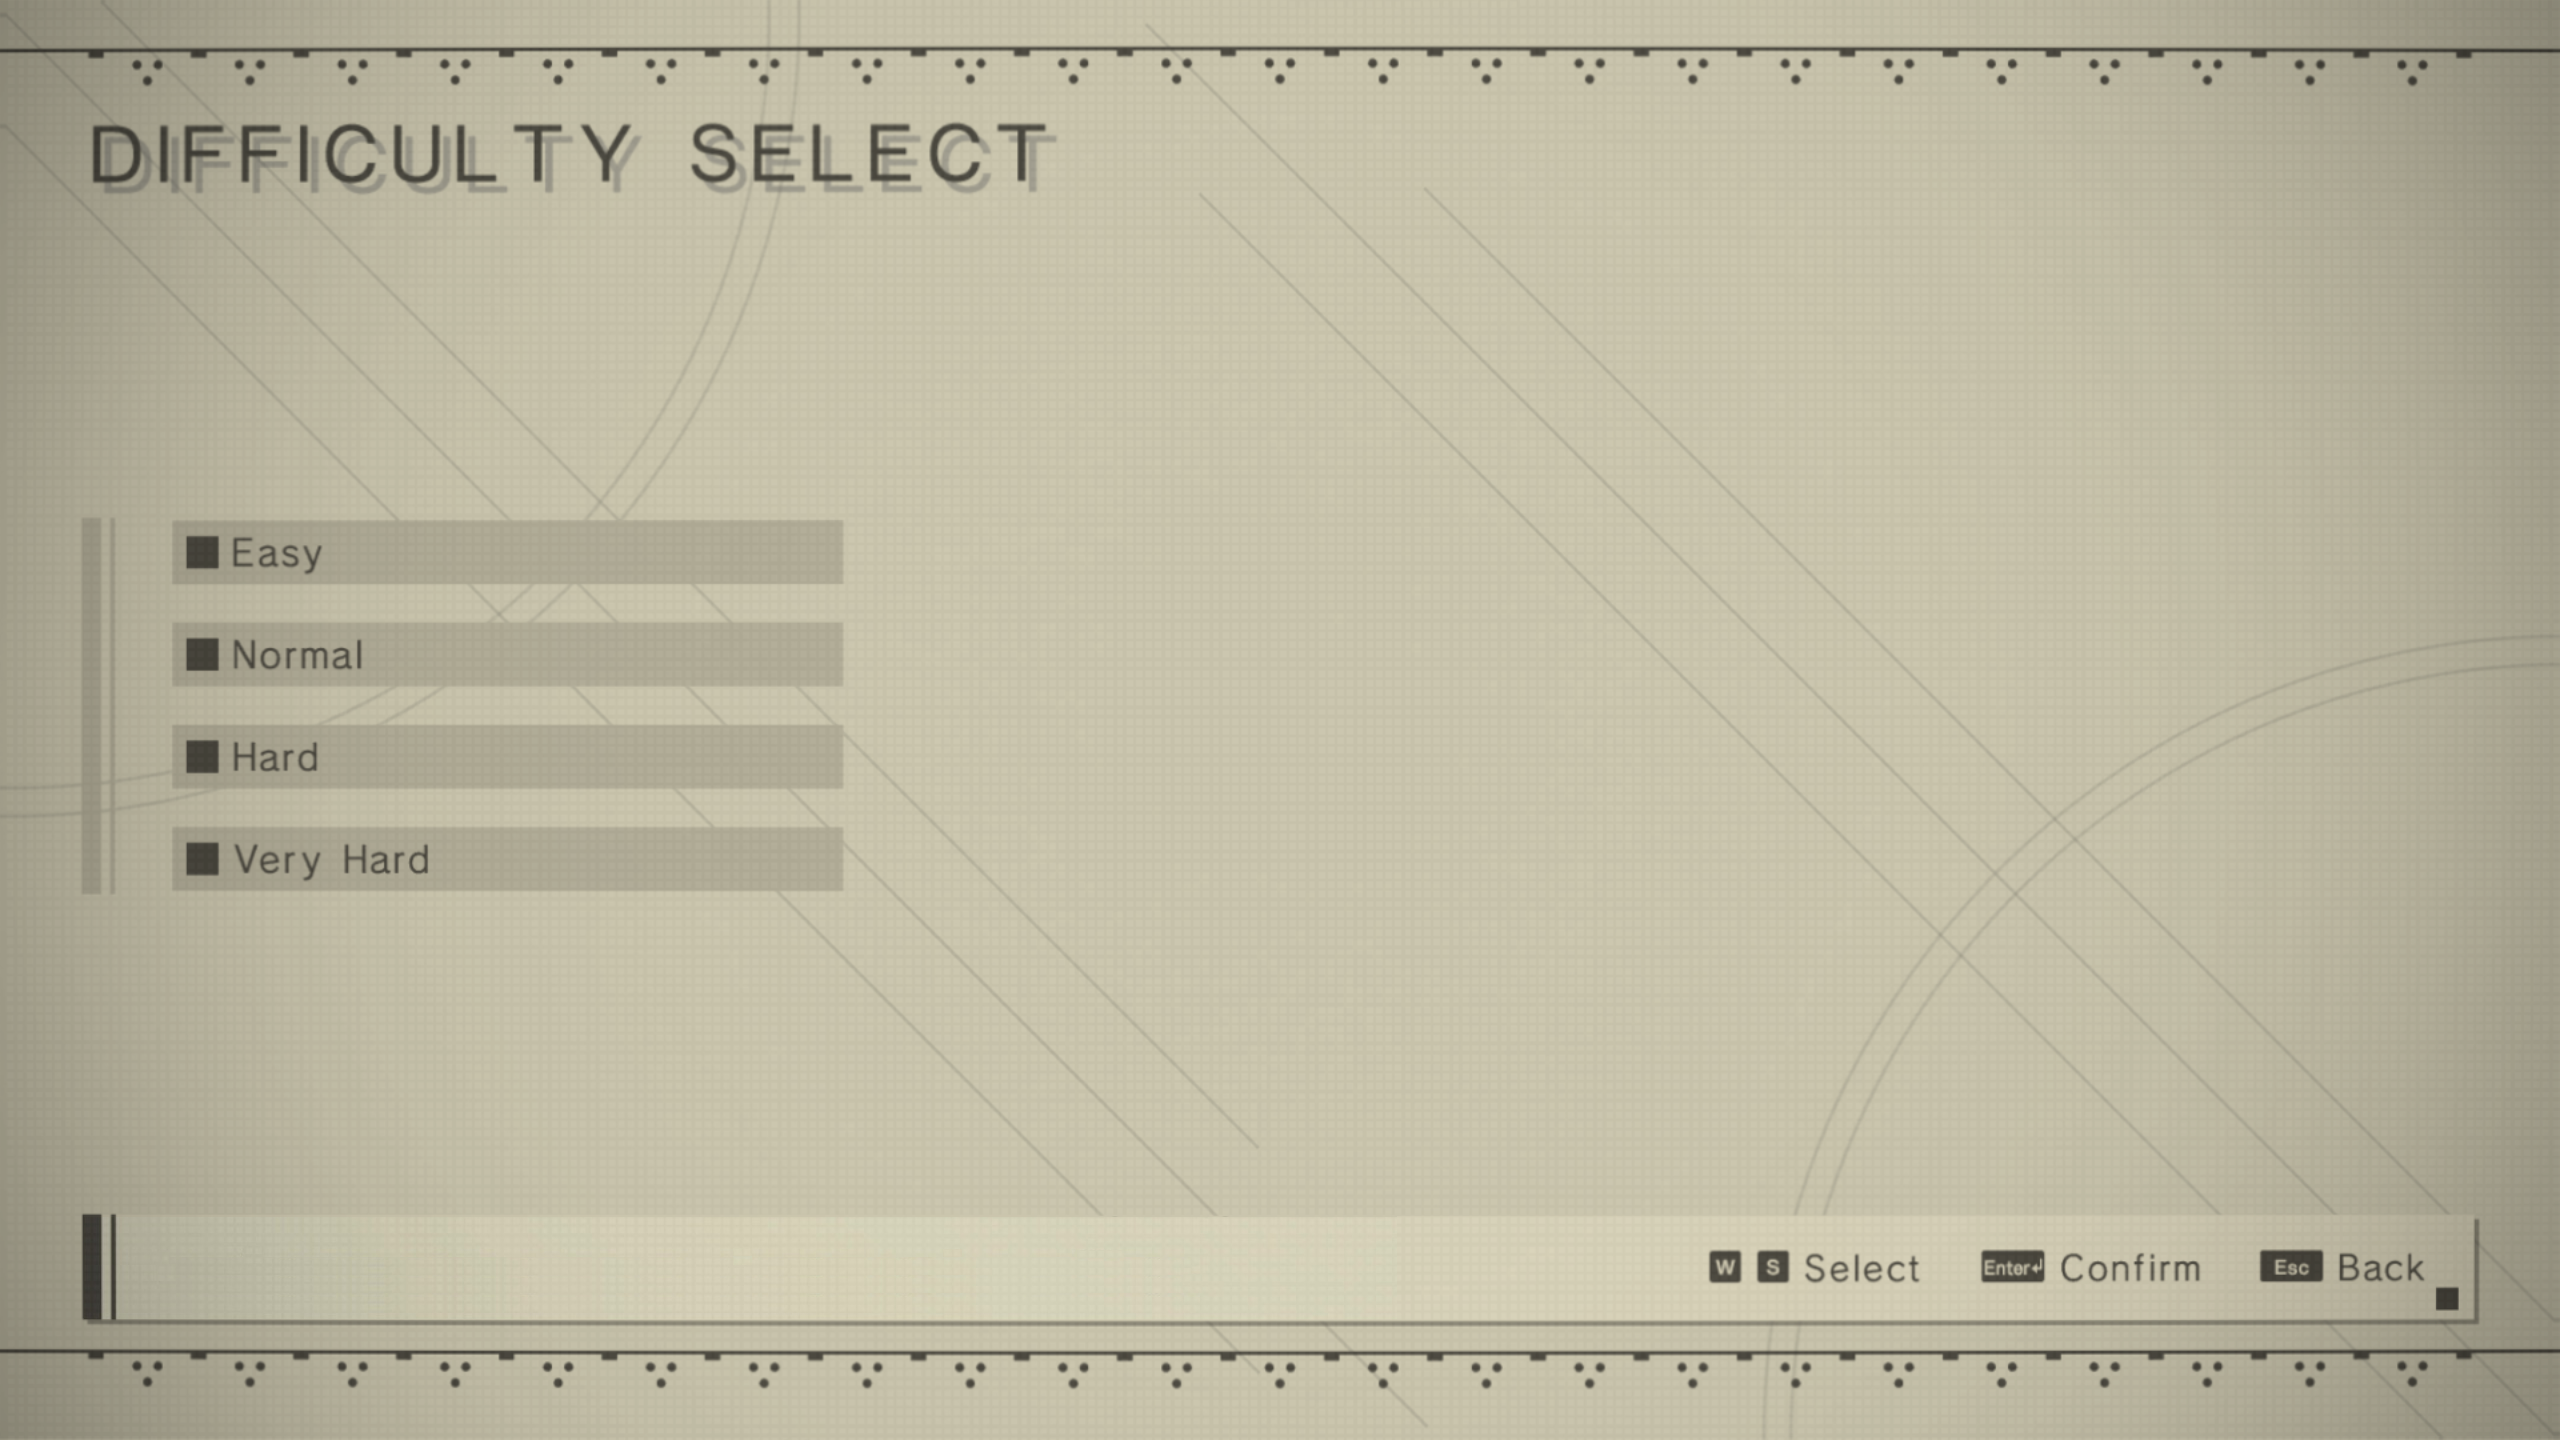 DIFFICULTY SELECT
Easy
Normal
Hard
Very Hard
W S Select Enter↵ Confirm Esc Back